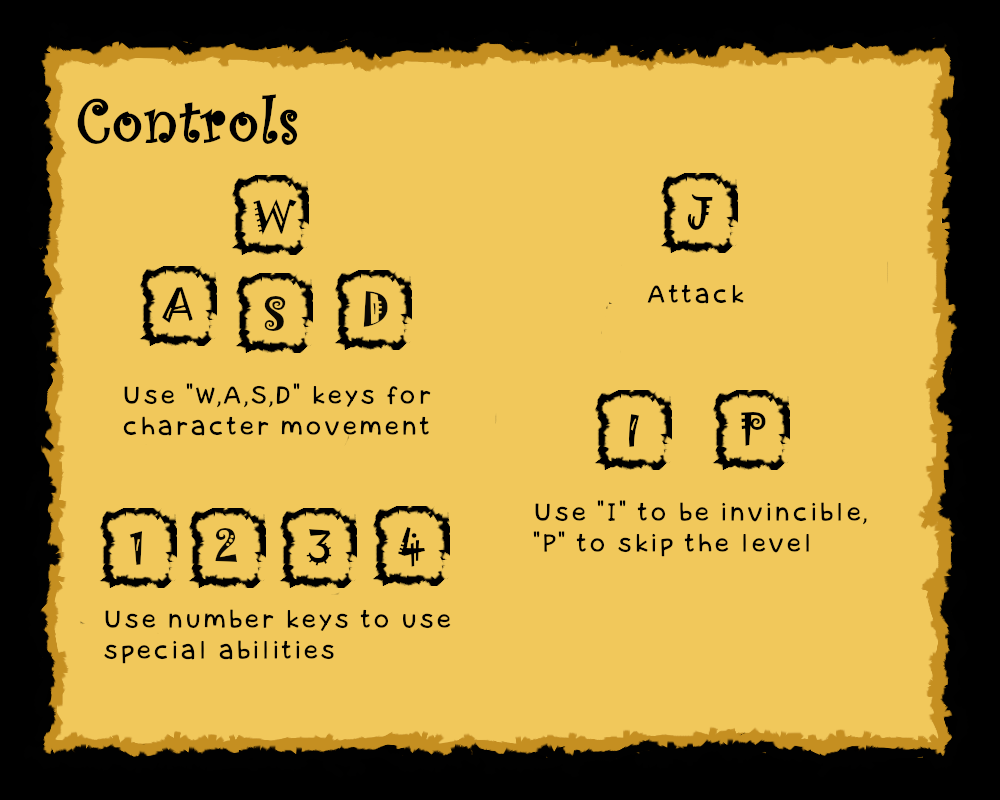 Controls
W
A S D
Use "W,A,S,D" keys for
character movement
1 2 3 4
Use number keys to use
special abilities
J
Attack
I P
Use "I" to be invincible,
"P" to skip the level